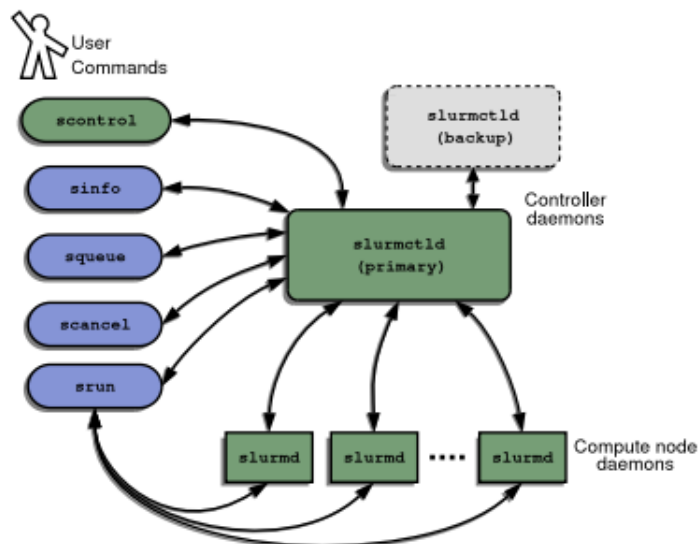 User
Commands
scontrol
sinfo
squeue
scancel
srun
slurmctld
(backup)
Controller
daemons
slurmctld
(primary)
slurmd
slurmd
slurmd
Compute node
daemons